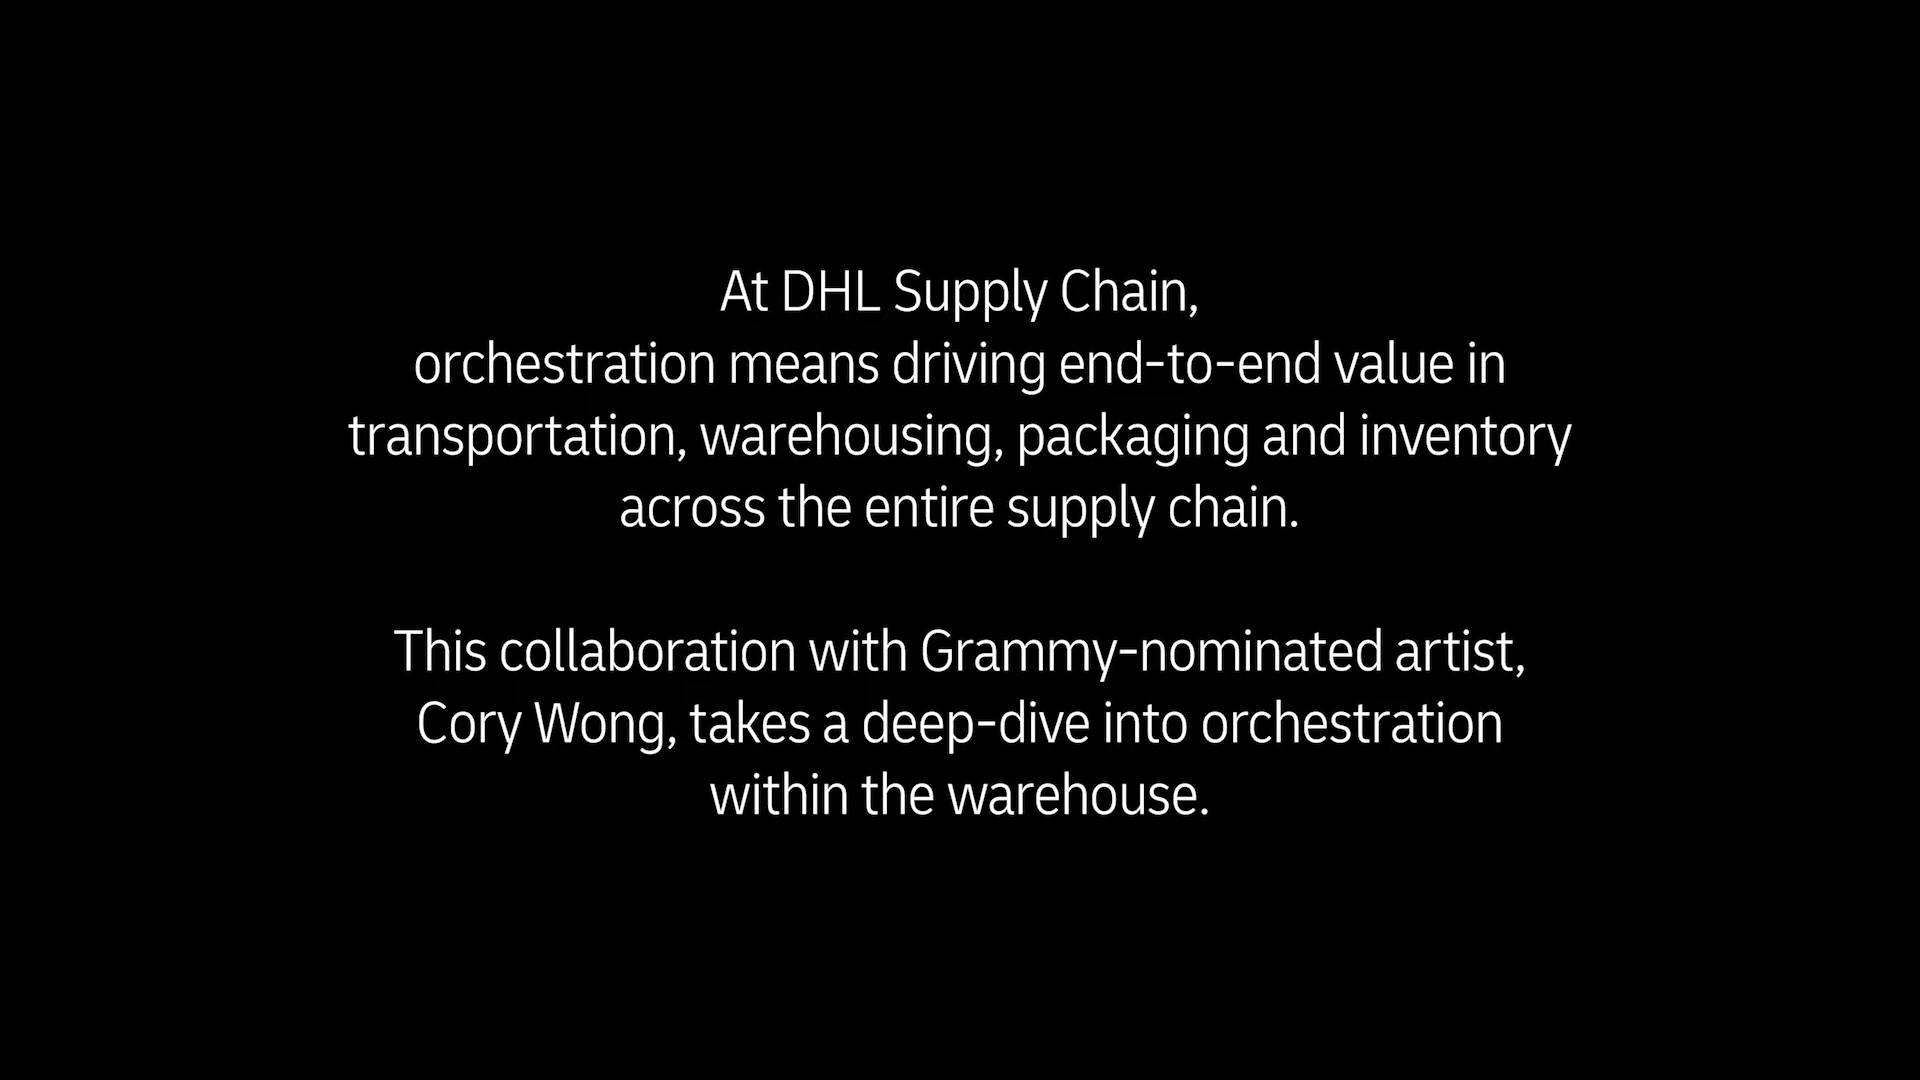 At DHL Supply Chain,
orchestration means driving end-to-end value in
transportation, warehousing, packaging and inventory
across the entire supply chain.
This collaboration with Grammy-nominated artist,
Cory Wong, takes a deep-dive into orchestration
within the warehouse.